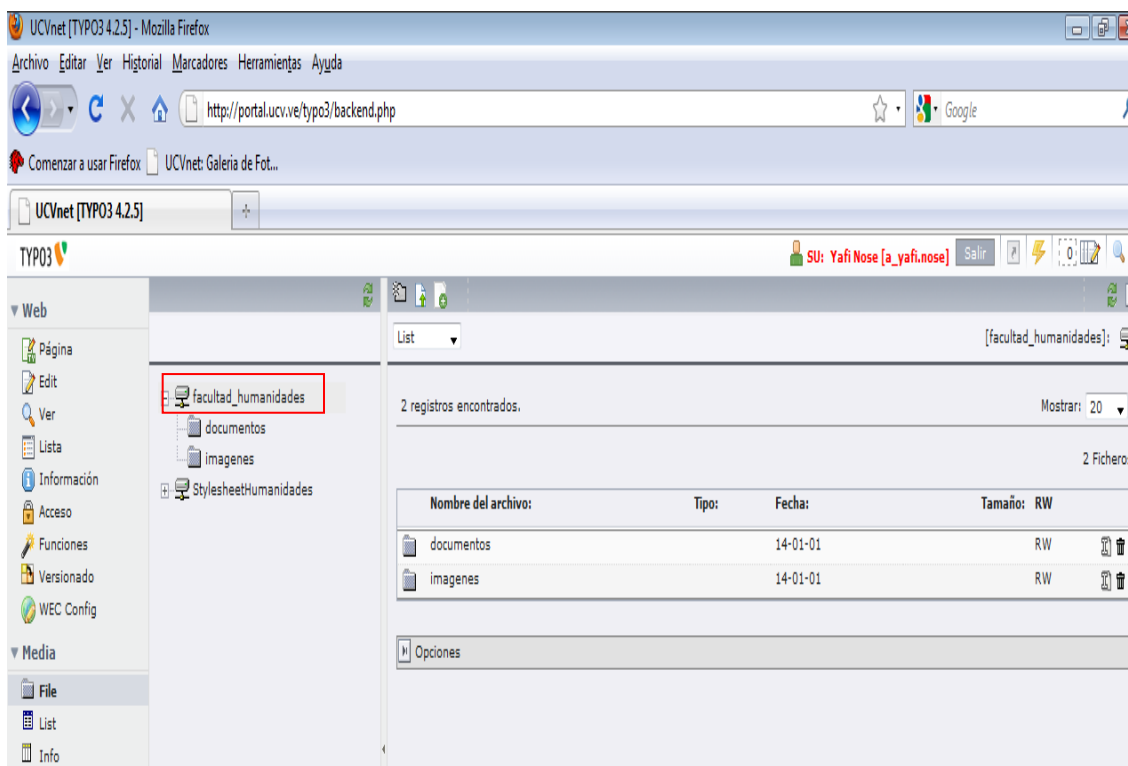 UCVnet [TYPO3 4.2.5] - Mozilla Firefox
Archivo Editar Ver Historial Marcadores Herramientas Ayuda
http://portal.ucv.ve/typo3/backend.php
Google
Comenzar a usar Firefox UCVnet: Galeria de Fot...
UCVnet [TYPO3 4.2.5]
TYPO3
SU: Yafi Nose [a_yafi.nose] Salir 0
Web
Página
Edit
Ver
Lista
Información
Acceso
Funciones
Versionado
WEC Config
Media
File
List
Info
facultad_humanidades
documentos
imagenes
StylesheetHumanidades
List [facultad_humanidades]:
2 registros encontrados. Mostrar: 20
2 Ficheros
Nombre del archivo: Tipo: Fecha: Tamaño: RW
documentos 14-01-01 RW
imagenes 14-01-01 RW
Opciones